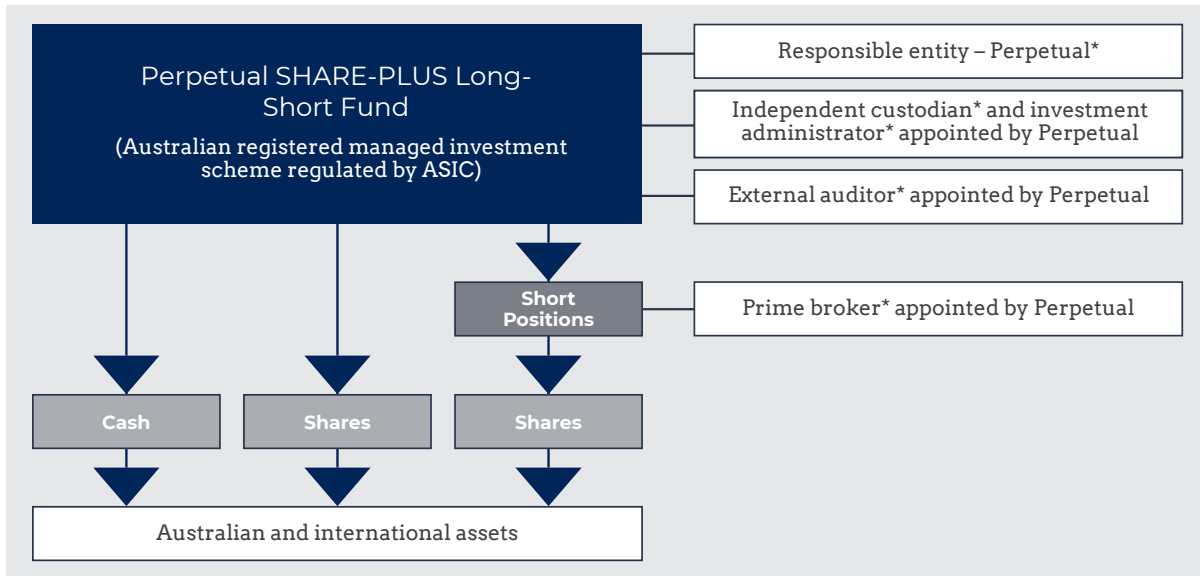 Perpetual SHARE-PLUS Long-
Short Fund
(Australian registered managed investment
scheme regulated by ASIC)
Responsible entity – Perpetual*
Independent custodian* and investment
administrator* appointed by Perpetual
External auditor* appointed by Perpetual
Short
Positions
Prime broker* appointed by Perpetual
Cash
Shares
Shares
Australian and international assets